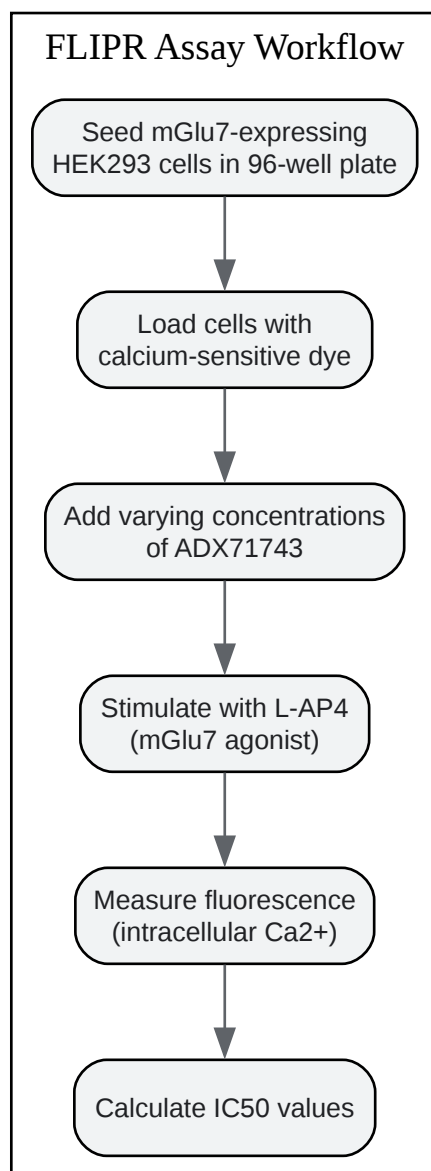 FLIPR Assay Workflow
Seed mGlu7-expressing
HEK293 cells in 96-well plate
Load cells with
calcium-sensitive dye
Add varying concentrations
of ADX71743
Stimulate with L-AP4
(mGlu7 agonist)
Measure fluorescence
(intracellular Ca2+)
Calculate IC50 values